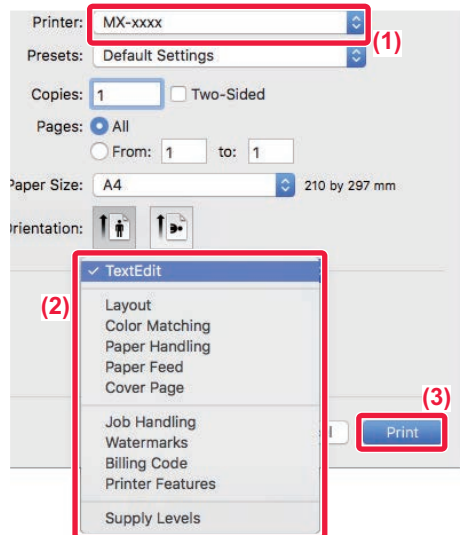 Printer: MX-xxxx
(1)
Presets: Default Settings
Copies: 1 Two-Sided
Pages: All
From: 1 to: 1
Paper Size: A4 210 by 297 mm
Orientation:
✓ TextEdit
(2)
Layout
Color Matching
Paper Handling
Paper Feed
Cover Page
(3)
Job Handling
Watermarks
Billing Code
Printer Features
Print
Supply Levels